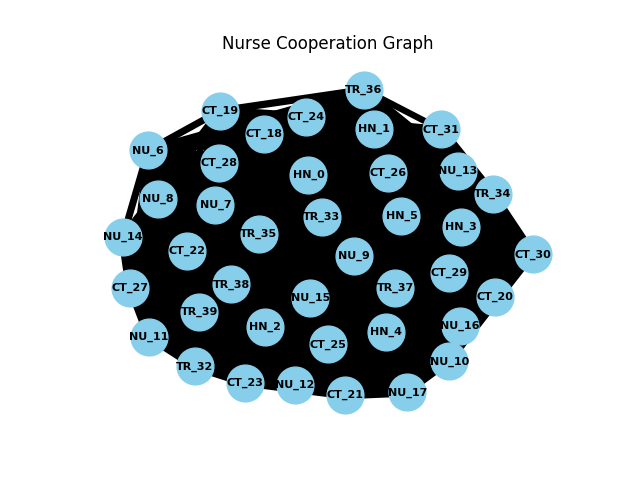 Nurse Cooperation Graph
TR_36
CT_19
CT_24
HN_1
CT_31
CT_18
NU_6
CT_28
NU_13
CT_26
HN_0
TR_34
NU_8
NU_7
TR_33
HN_5
HN_3
TR_35
NU_14
CT_22
NU_9
CT_30
CT_29
TR_38
CT_27
TR_37
NU_15
CT_20
TR_39
HN_2
NU_16
HN_4
NU_11
CT_25
NU_10
TR_32
CT_23
NU_12
NU_17
CT_21